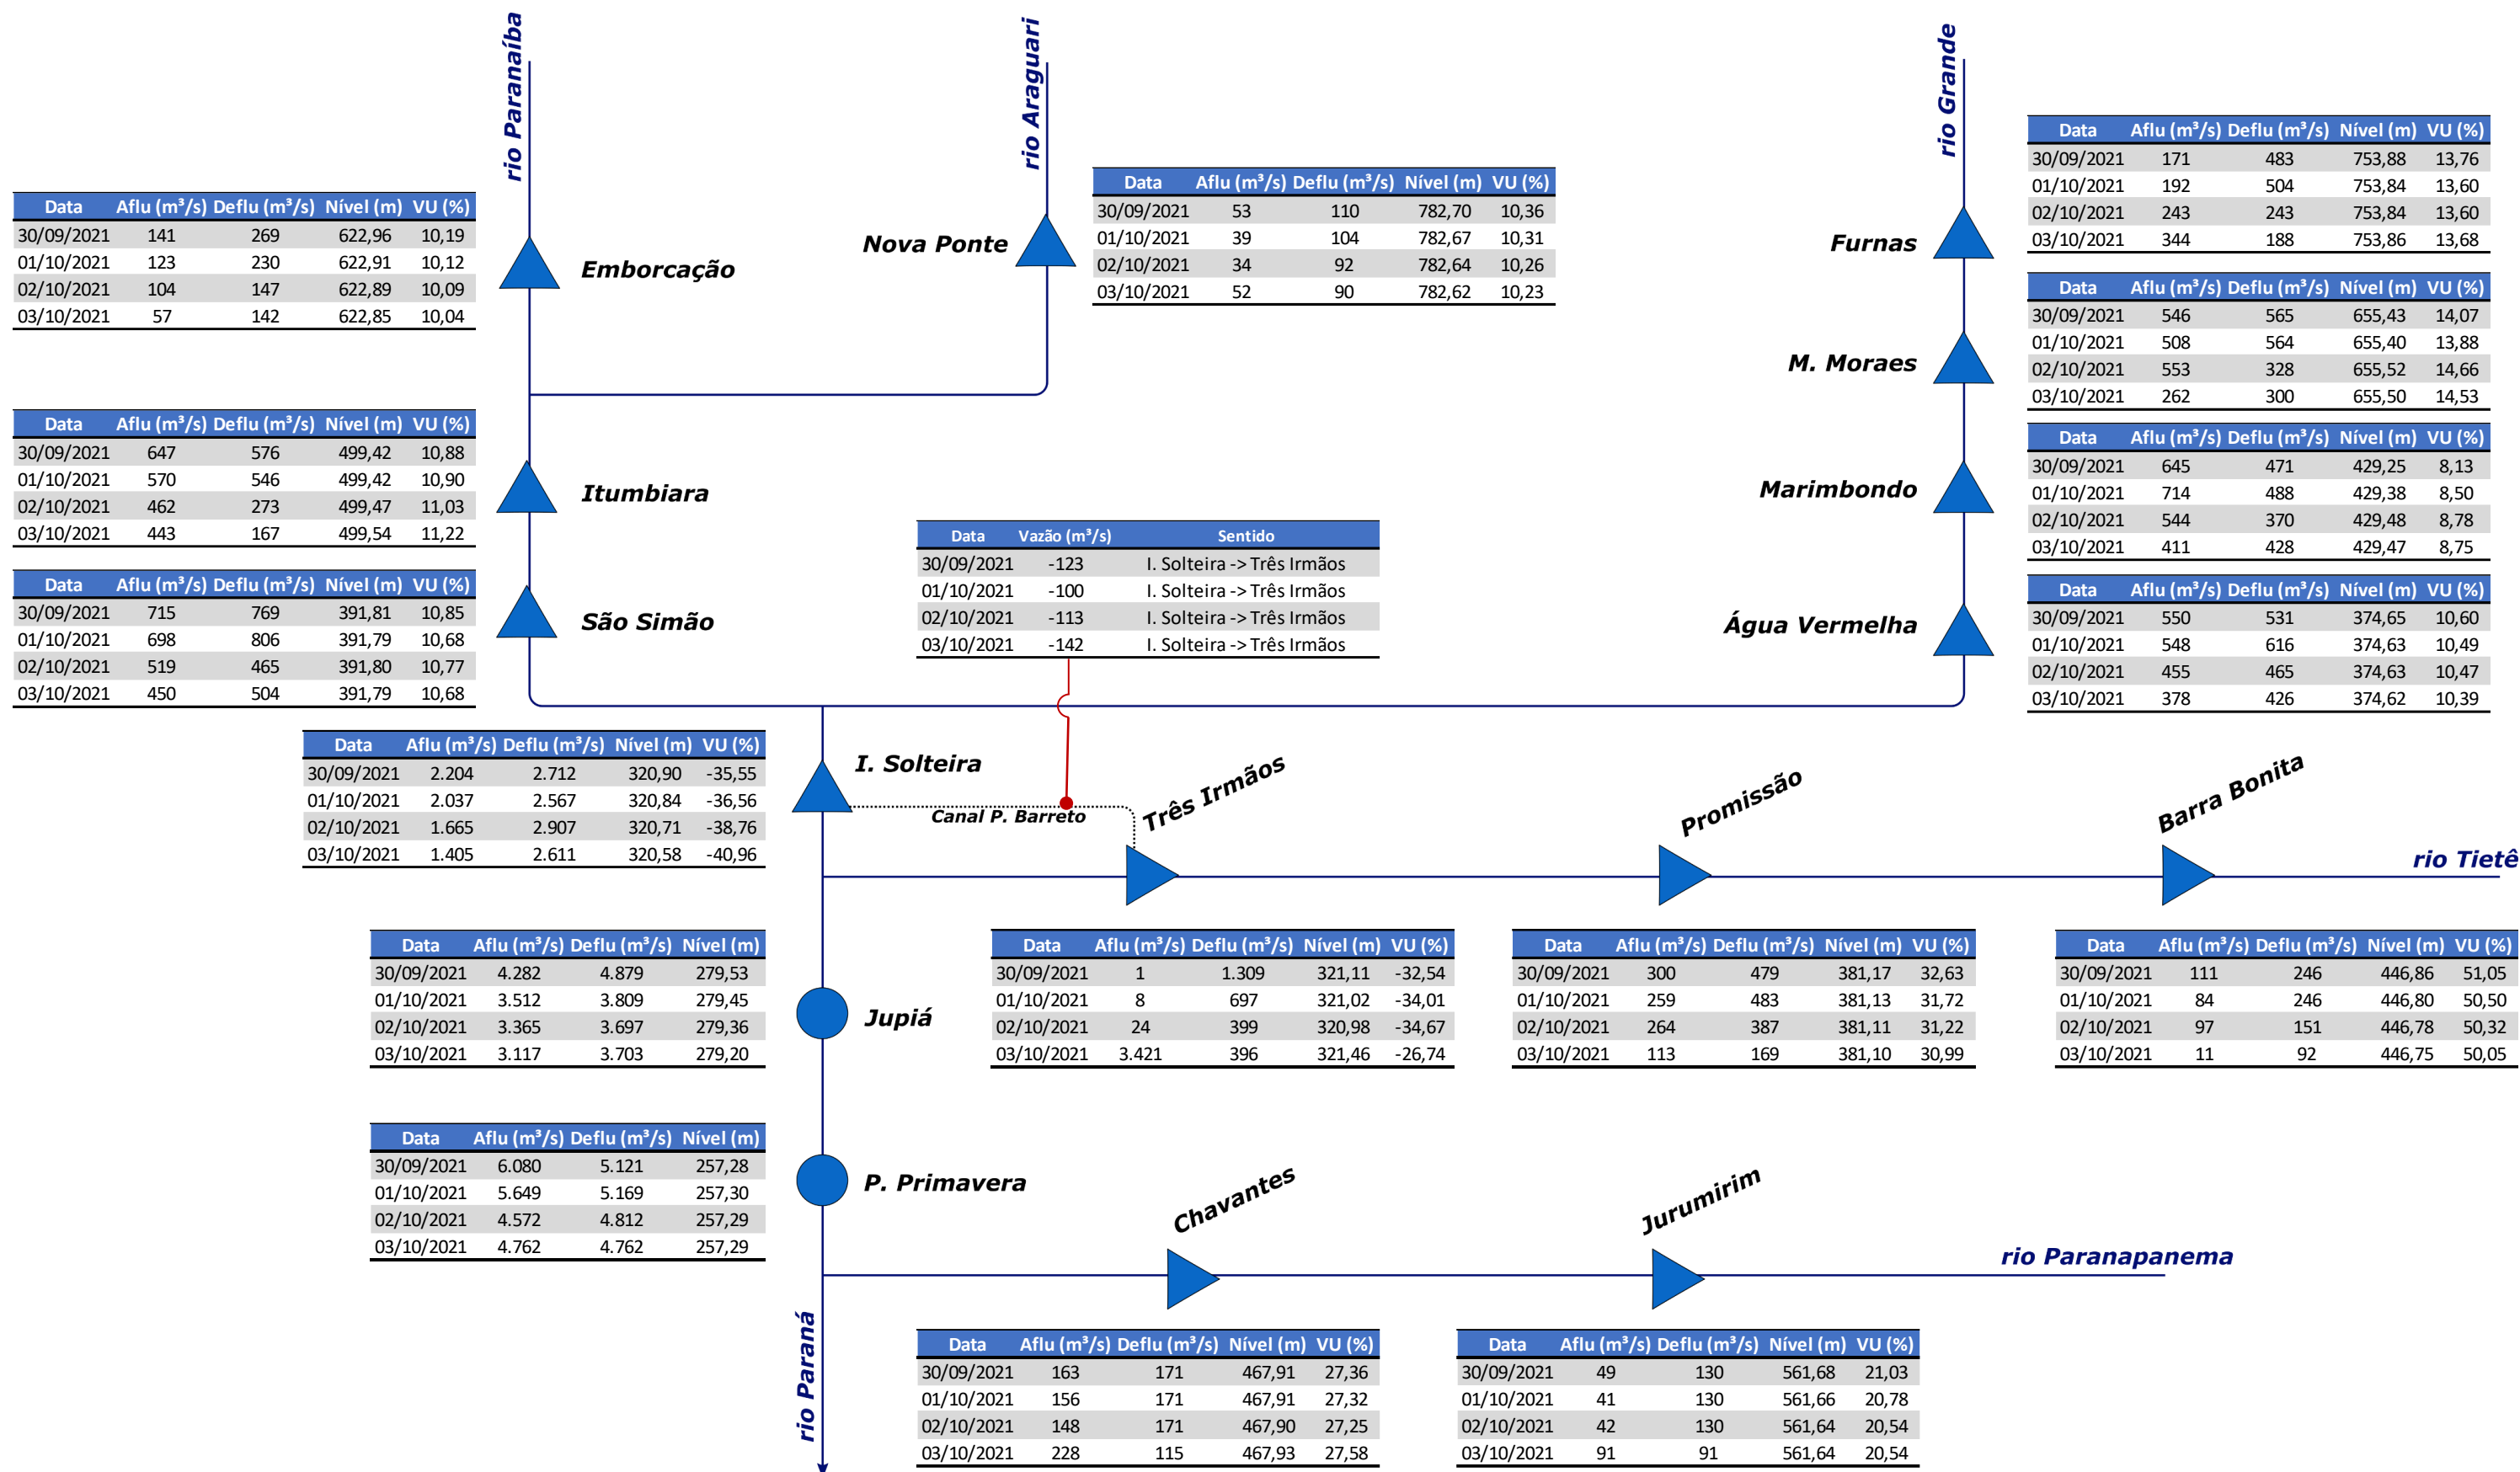 rio Paranaíba
rio Araguari
rio Grande
Data Aflu (m³/s) Deflu (m³/s) Nível (m) VU (%)
30/09/2021 171 483 753,88 13,76
01/10/2021 192 504 753,84 13,60
02/10/2021 243 243 753,84 13,60
03/10/2021 344 188 753,86 13,68
Furnas
Data Aflu (m³/s) Deflu (m³/s) Nível (m) VU (%)
30/09/2021 53 110 782,70 10,36
01/10/2021 39 104 782,67 10,31
02/10/2021 34 92 782,64 10,26
03/10/2021 52 90 782,62 10,23
Nova Ponte
Data Aflu (m³/s) Deflu (m³/s) Nível (m) VU (%)
30/09/2021 141 269 622,96 10,19
01/10/2021 123 230 622,91 10,12
02/10/2021 104 147 622,89 10,09
03/10/2021 57 142 622,85 10,04
Emborcação
Data Aflu (m³/s) Deflu (m³/s) Nível (m) VU (%)
30/09/2021 546 565 655,43 14,07
01/10/2021 508 564 655,40 13,88
02/10/2021 553 328 655,52 14,66
03/10/2021 262 300 655,50 14,53
M. Moraes
Data Aflu (m³/s) Deflu (m³/s) Nível (m) VU (%)
30/09/2021 647 576 499,42 10,88
01/10/2021 570 546 499,42 10,90
02/10/2021 462 273 499,47 11,03
03/10/2021 443 167 499,54 11,22
Itumbiara
Data Aflu (m³/s) Deflu (m³/s) Nível (m) VU (%)
30/09/2021 645 471 429,25 8,13
01/10/2021 714 488 429,38 8,50
02/10/2021 544 370 429,48 8,78
03/10/2021 411 428 429,47 8,75
Marimbondo
Data Vazão (m³/s) Sentido
30/09/2021 -123 I. Solteira -> Três Irmãos
01/10/2021 -100 I. Solteira -> Três Irmãos
02/10/2021 -113 I. Solteira -> Três Irmãos
03/10/2021 -142 I. Solteira -> Três Irmãos
Data Aflu (m³/s) Deflu (m³/s) Nível (m) VU (%)
30/09/2021 715 769 391,81 10,85
01/10/2021 698 806 391,79 10,68
02/10/2021 519 465 391,80 10,77
03/10/2021 450 504 391,79 10,68
São Simão
Data Aflu (m³/s) Deflu (m³/s) Nível (m) VU (%)
30/09/2021 550 531 374,65 10,60
01/10/2021 548 616 374,63 10,49
02/10/2021 455 465 374,63 10,47
03/10/2021 378 426 374,62 10,39
Água Vermelha
Data Aflu (m³/s) Deflu (m³/s) Nível (m) VU (%)
30/09/2021 2.204 2.712 320,90 -35,55
01/10/2021 2.037 2.567 320,84 -36,56
02/10/2021 1.665 2.907 320,71 -38,76
03/10/2021 1.405 2.611 320,58 -40,96
I. Solteira
Canal P. Barreto
Três Irmãos
Promissão
Barra Bonita
rio Tietê
Data Aflu (m³/s) Deflu (m³/s) Nível (m)
30/09/2021 4.282 4.879 279,53
01/10/2021 3.512 3.809 279,45
02/10/2021 3.365 3.697 279,36
03/10/2021 3.117 3.703 279,20
Jupiá
Data Aflu (m³/s) Deflu (m³/s) Nível (m) VU (%)
30/09/2021 1 1.309 321,11 -32,54
01/10/2021 8 697 321,02 -34,01
02/10/2021 24 399 320,98 -34,67
03/10/2021 3.421 396 321,46 -26,74
Data Aflu (m³/s) Deflu (m³/s) Nível (m) VU (%)
30/09/2021 300 479 381,17 32,63
01/10/2021 259 483 381,13 31,72
02/10/2021 264 387 381,11 31,22
03/10/2021 113 169 381,10 30,99
Data Aflu (m³/s) Deflu (m³/s) Nível (m) VU (%)
30/09/2021 111 246 446,86 51,05
01/10/2021 84 246 446,80 50,50
02/10/2021 97 151 446,78 50,32
03/10/2021 11 92 446,75 50,05
Data Aflu (m³/s) Deflu (m³/s) Nível (m)
30/09/2021 6.080 5.121 257,28
01/10/2021 5.649 5.169 257,30
02/10/2021 4.572 4.812 257,29
03/10/2021 4.762 4.762 257,29
P. Primavera
Chavantes
Jurumirim
rio Paranapanema
rio Paraná
Data Aflu (m³/s) Deflu (m³/s) Nível (m) VU (%)
30/09/2021 163 171 467,91 27,36
01/10/2021 156 171 467,91 27,32
02/10/2021 148 171 467,90 27,25
03/10/2021 228 115 467,93 27,58
Data Aflu (m³/s) Deflu (m³/s) Nível (m) VU (%)
30/09/2021 49 130 561,68 21,03
01/10/2021 41 130 561,66 20,78
02/10/2021 42 130 561,64 20,54
03/10/2021 91 91 561,64 20,54